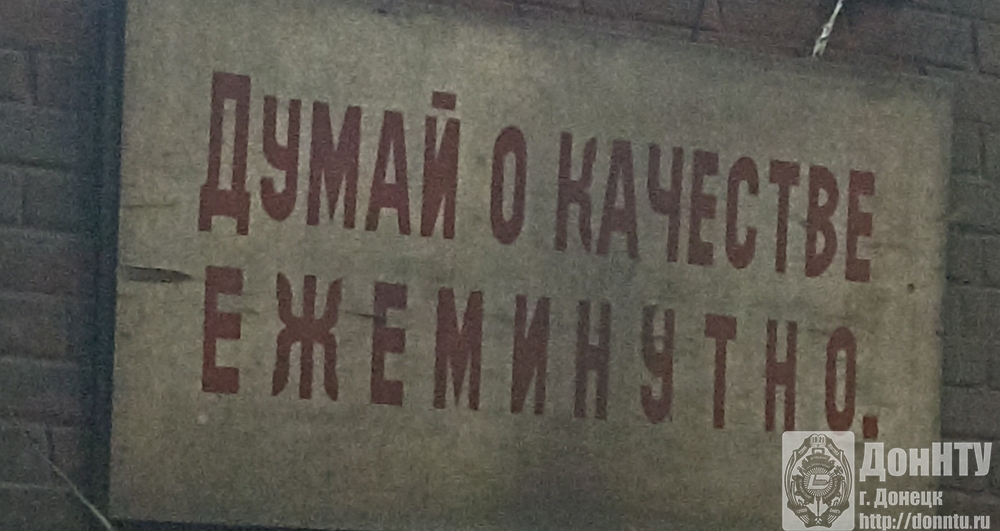 ДУМАЙ О КАЧЕСТВЕ
ЕЖЕМИНУТНО.
ДонНТУ
г. Донецк
http://donntu.ru